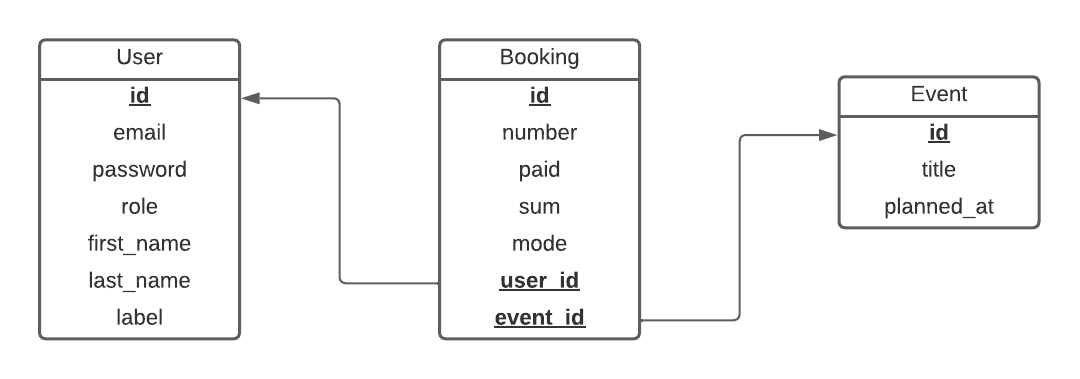 User
id
email
password
role
first_name
last_name
label
Booking
id
number
paid
sum
mode
user_id
event_id
Event
id
title
planned_at